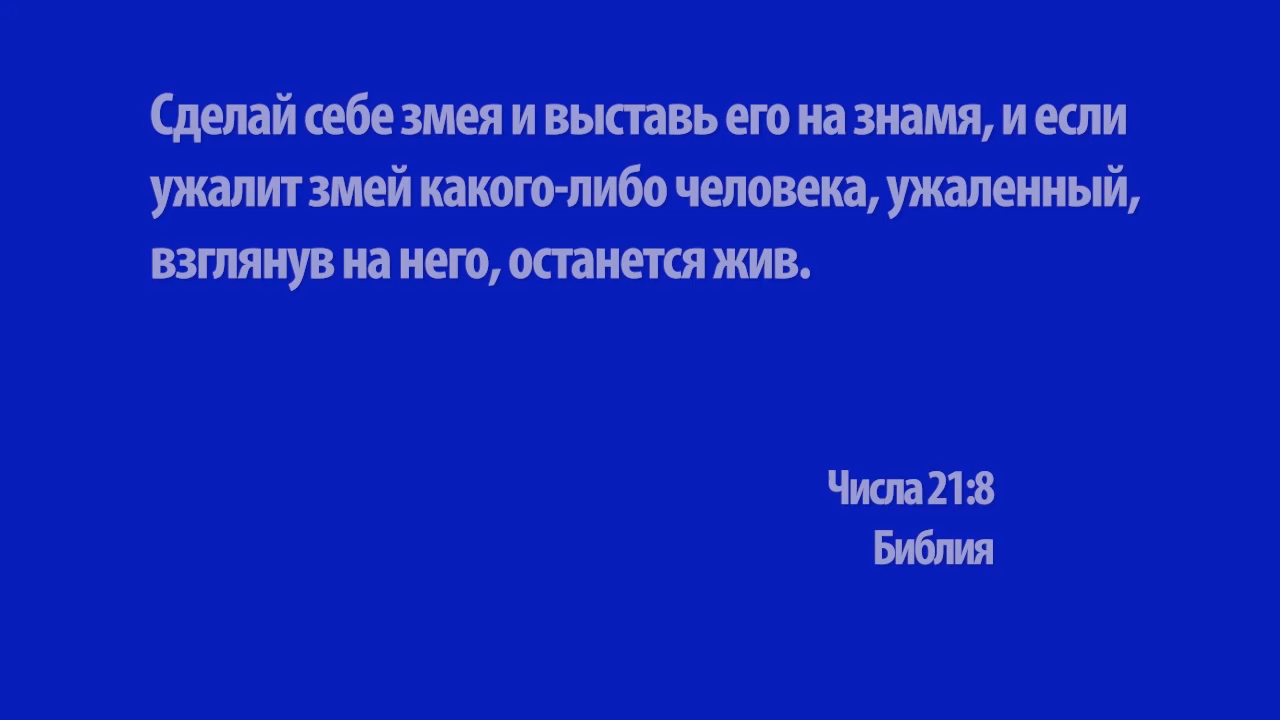 Сделай себе змея и выставь его на знамя, и если
ужалит змей какого-либо человека, ужаленный,
взглянув на него, останется жив.
Числа 21:8
Библия